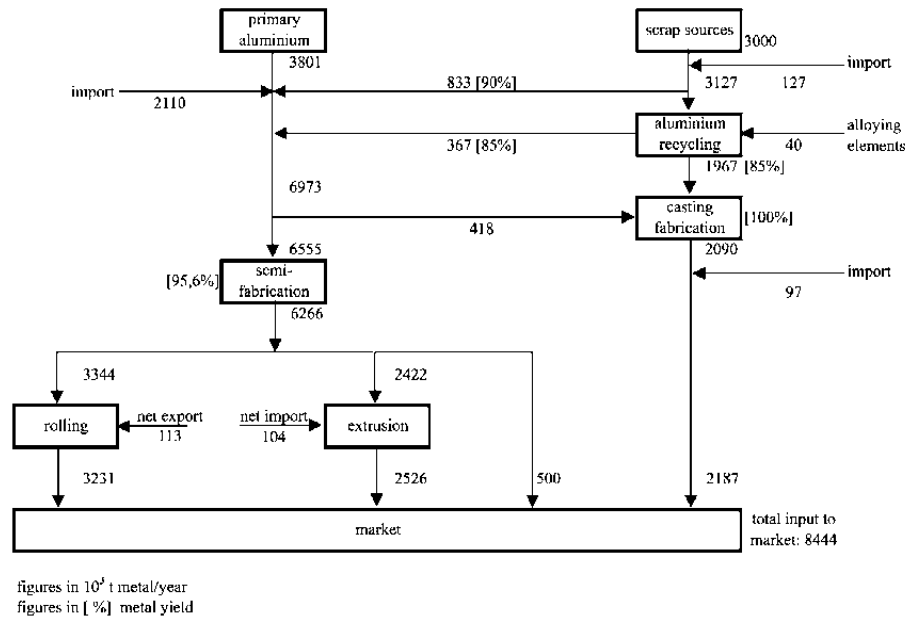 primary
aluminium
scrap sources
3000
3801
import
833 [90%]
3127
127
import
2110
aluminium
recycling
alloying
elements
40
367 [85%]
1967 [85%]
6973
casting
fabrication
[100%]
418
6555
2090
semi-
fabrication
[95,6%]
import
97
6266
3344
2422
rolling
net export
113
net import
104
extrusion
3231
2526
500
2187
market
total input to
market: 8444
figures in 10³ t metal/year
figures in [ %] metal yield